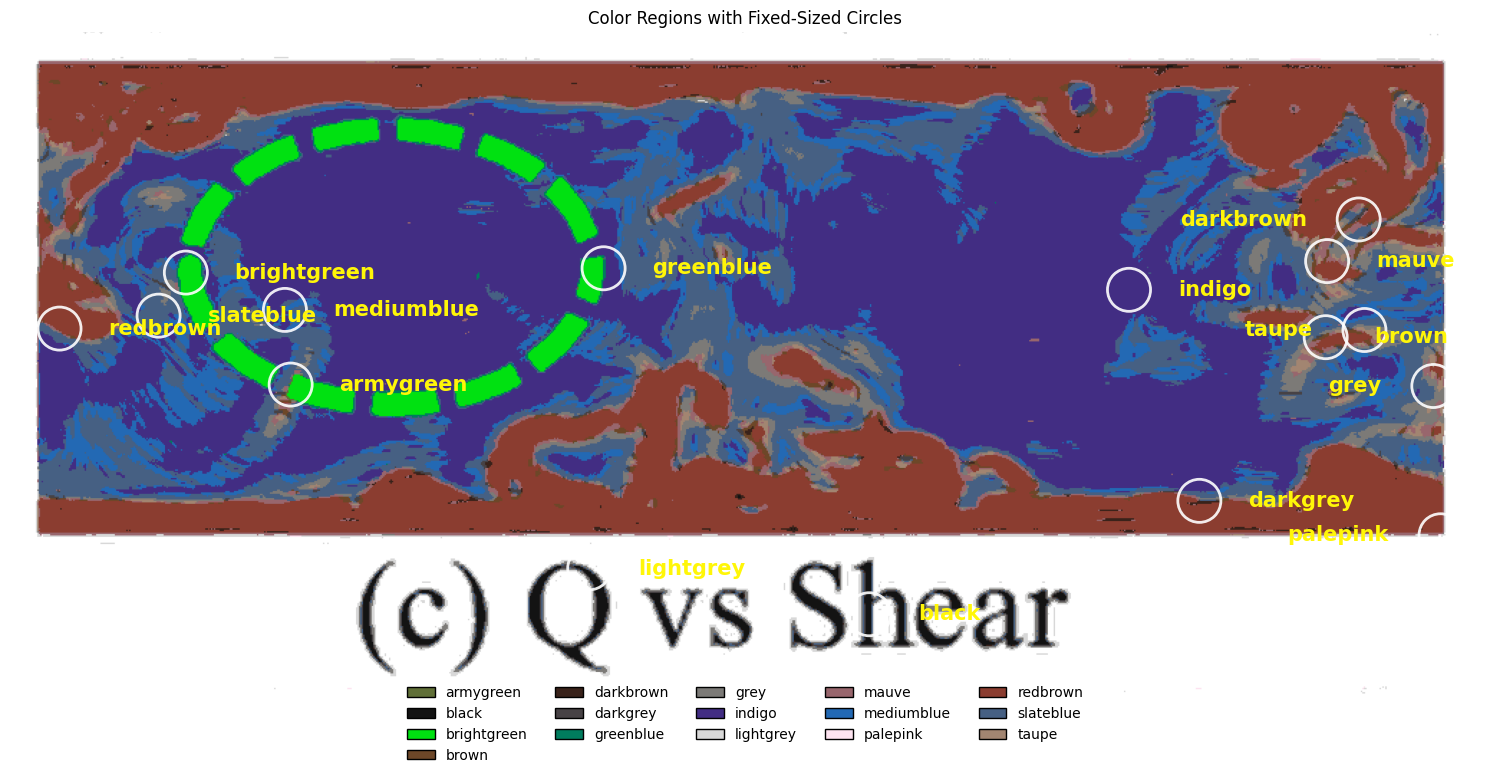 Color Regions with Fixed-Sized Circles
darkbrown
mauve
brightgreen
greenblue
indigo
mediumblue
slateblue
redbrown
taupe
brown
armygreen
grey
darkgrey
palepink
lightgrey
black
(c) Q vs Shear
armygreen darkbrown grey mauve redbrown
black darkgrey indigo mediumblue slateblue
brightgreen greenblue lightgrey palepink taupe
brown